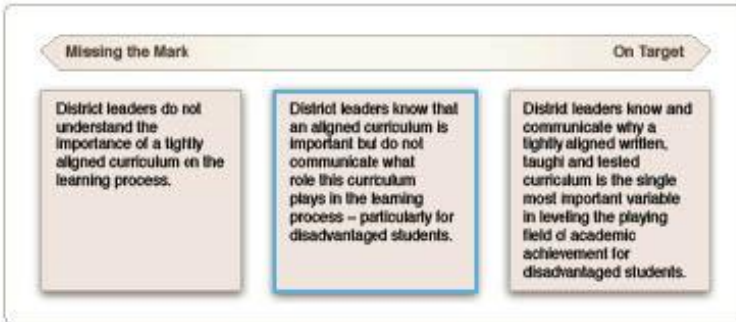 Missing the Mark
On Target
District leaders do not
understand the
importance of a tightly
aligned curriculum on the
learning process.
District leaders know that
an aligned curriculum is
important but do not
communicate what
role this curriculum
plays in the learning
process – particularly for
disadvantaged students.
District leaders know and
communicate why a
tightly aligned written,
taught and tested
curriculum is the single
most important variable
in leveling the playing
field of academic
achievement for
disadvantaged students.